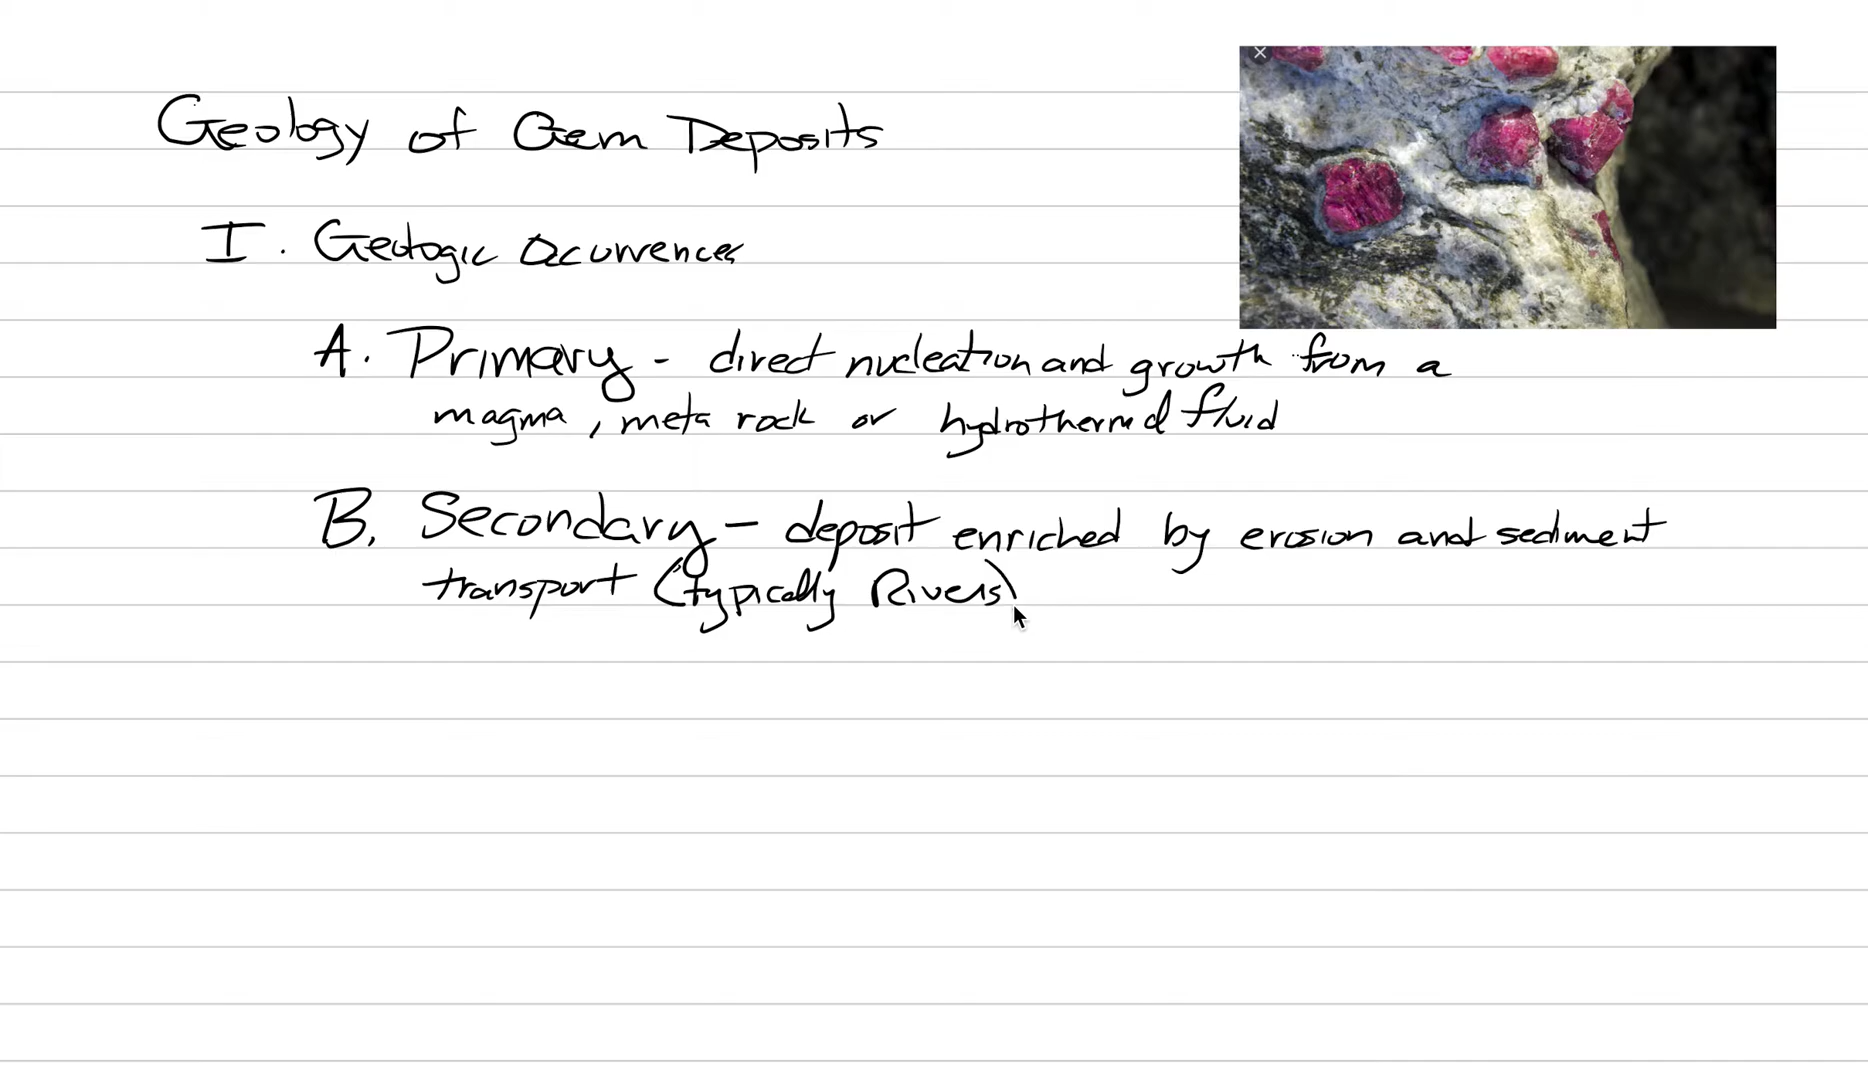 Geology of Gem Deposits
I. Geologic Ocurrences
A. Primary - direct nucleation and growth from a
magma, meta rock or hydrothermal fluid
B. Secondary - deposit enriched by erosion and sediment
transport (typically Rivers)